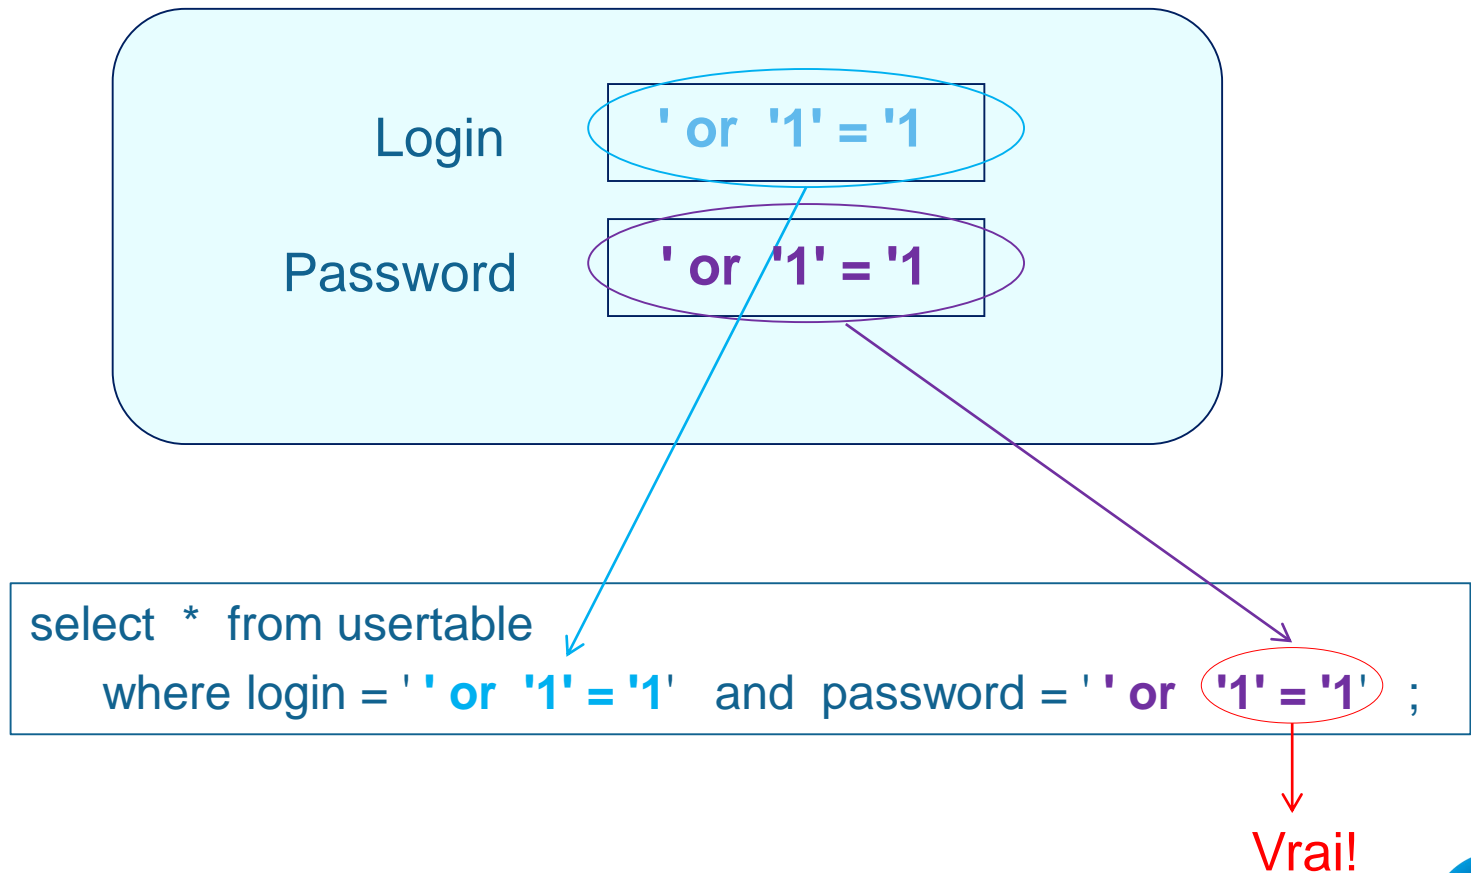 Login ' or '1' = '1
Password ' or '1' = '1
select * from usertable
where login = ' ' or '1' = '1' and password = ' ' or '1' = '1' ;
Vrai!